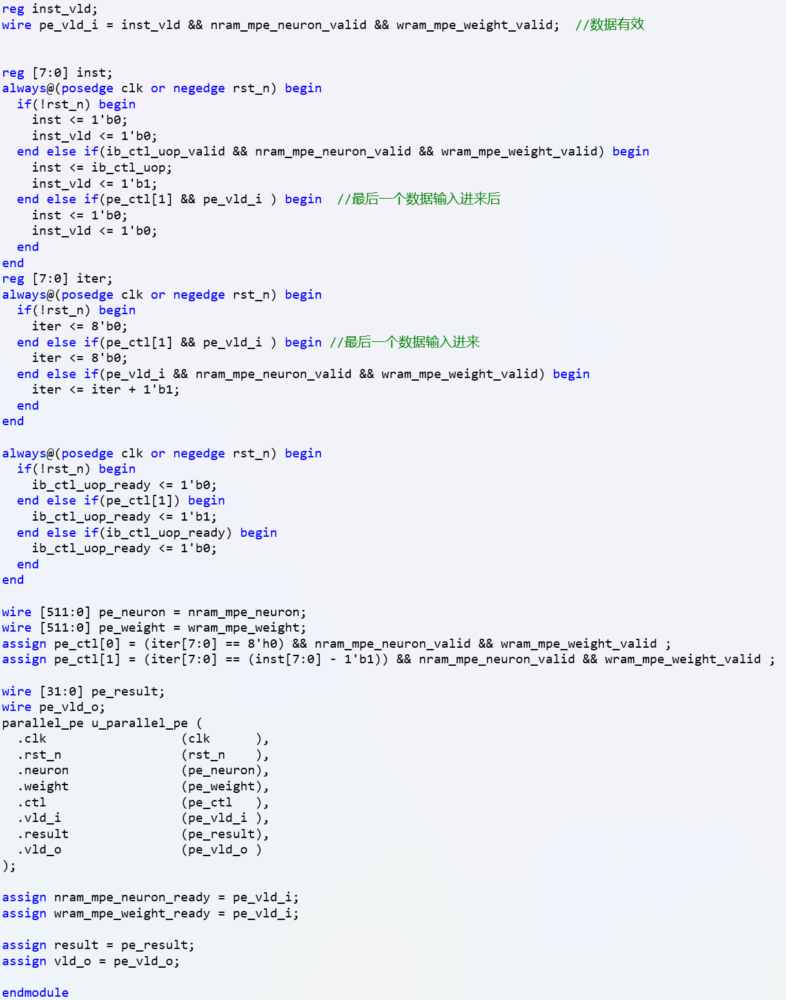 reg inst_vld;
wire pe_vld_i = inst_vld && nram_mpe_neuron_valid && wram_mpe_weight_valid;  //数据有效
reg [7:0] inst;
always@(posedge clk or negedge rst_n) begin
  if(!rst_n) begin
    inst <= 1'b0;
    inst_vld <= 1'b0;
  end else if(ib_ctl_uop_valid && nram_mpe_neuron_valid && wram_mpe_weight_valid) begin
    inst <= ib_ctl_uop;
    inst_vld <= 1'b1;
  end else if(pe_ctl[1] && pe_vld_i ) begin  //最后一个数据输入进来后
    inst <= 1'b0;
    inst_vld <= 1'b0;
  end
end
reg [7:0] iter;
always@(posedge clk or negedge rst_n) begin
  if(!rst_n) begin
    iter <= 8'b0;
  end else if(pe_ctl[1] && pe_vld_i ) begin //最后一个数据输入进来
    iter <= 8'b0;
  end else if(pe_vld_i && nram_mpe_neuron_valid && wram_mpe_weight_valid) begin
    iter <= iter + 1'b1;
  end
end
always@(posedge clk or negedge rst_n) begin
  if(!rst_n) begin
    ib_ctl_uop_ready <= 1'b0;
  end else if(pe_ctl[1]) begin
    ib_ctl_uop_ready <= 1'b1;
  end else if(ib_ctl_uop_ready) begin
    ib_ctl_uop_ready <= 1'b0;
  end
end
wire [511:0] pe_neuron = nram_mpe_neuron;
wire [511:0] pe_weight = wram_mpe_weight;
assign pe_ctl[0] = (iter[7:0] == 8'h0) && nram_mpe_neuron_valid && wram_mpe_weight_valid ;
assign pe_ctl[1] = (iter[7:0] == (inst[7:0] - 1'b1)) && nram_mpe_neuron_valid && wram_mpe_weight_valid ;
wire [31:0] pe_result;
wire pe_vld_o;
parallel_pe u_parallel_pe (
  .clk                (clk      ),
  .rst_n              (rst_n    ),
  .neuron             (pe_neuron),
  .weight             (pe_weight),
  .ctl                (pe_ctl   ),
  .vld_i              (pe_vld_i ),
  .result             (pe_result),
  .vld_o              (pe_vld_o )
);
assign nram_mpe_neuron_ready = pe_vld_i;
assign wram_mpe_weight_ready = pe_vld_i;
assign result = pe_result;
assign vld_o = pe_vld_o;
endmodule